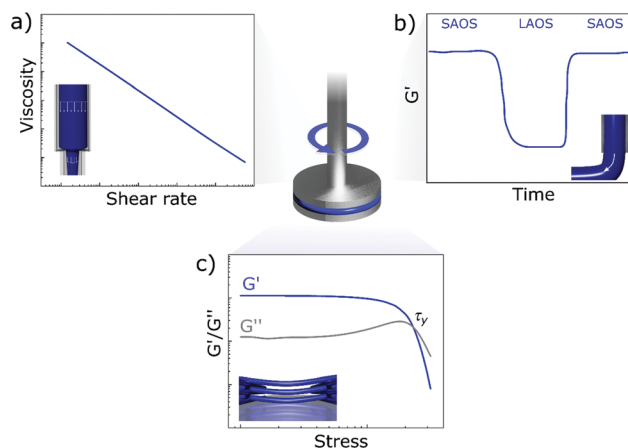 a)
Viscosity
Shear rate
b)
SAOS LAOS SAOS
G'
Time
c)
G'
G''
τy
G'/G''
Stress